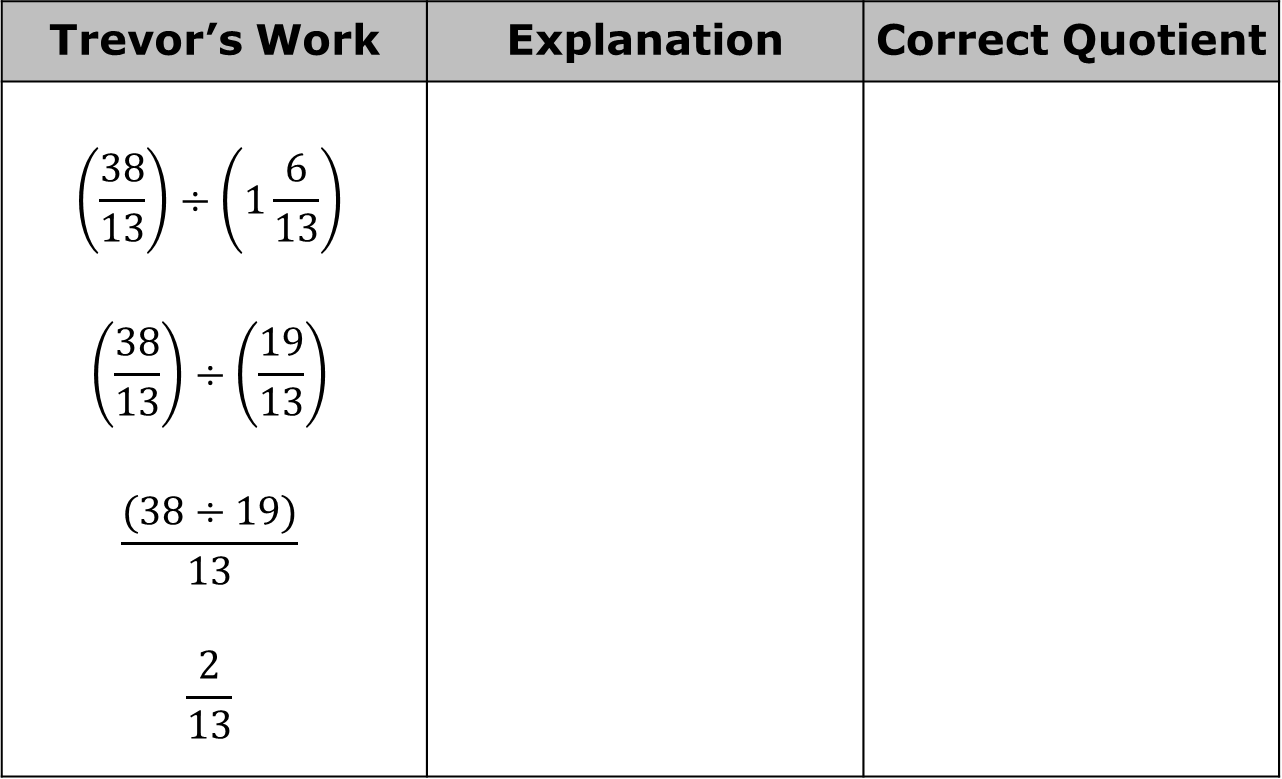 Trevor's Work Explanation Correct Quotient
(38/13) ÷ (1 6/13)
(38/13) ÷ (19/13)
(38 ÷ 19)/13
2/13